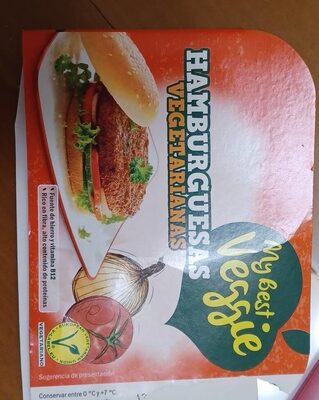 HAMBURGUESAS
VEGETARIANAS
My Best
Veggie
Fuente de hierro y vitamina B12
Rico en fibra, alto contenido de proteínas
VEGETARIANO
Sugerencia de presentación
Conservar entre 0 °C y +7 °C